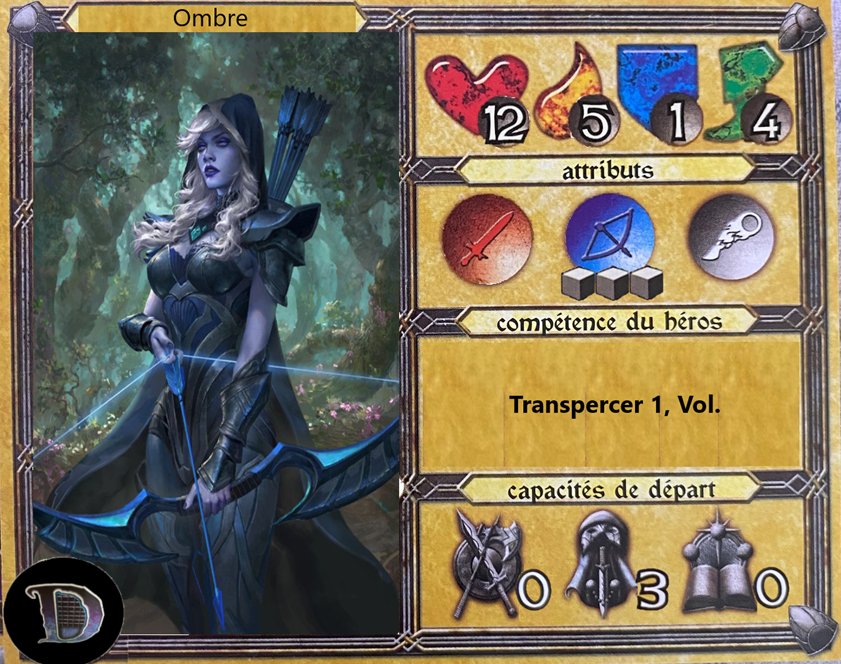 Ombre
12 5 1 4
attributs
compétence du héros
Transpercer 1, Vol.
capacités de départ
0 3 0
D